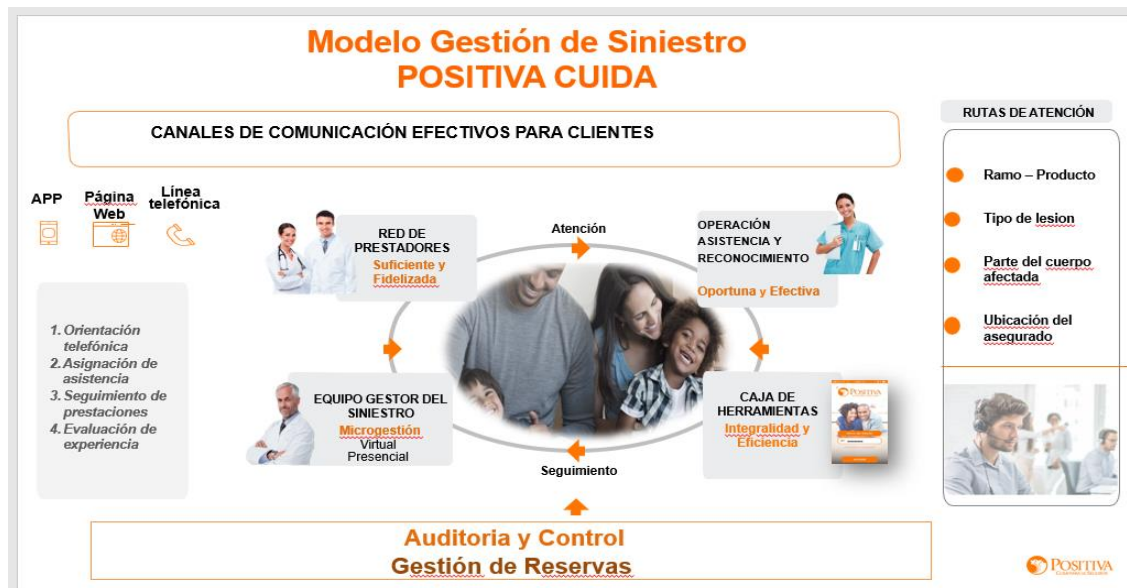 Modelo Gestión de Siniestro
POSITIVA CUIDA
CANALES DE COMUNICACIÓN EFECTIVOS PARA CLIENTES
APP
Página
Web
Línea
telefónica
1. Orientación
telefónica
2. Asignación de
asistencia
3. Seguimiento de
prestaciones
4. Evaluación de
experiencia
RED DE
PRESTADORES
Suficiente y
Fidelizada
Atención
OPERACIÓN
ASISTENCIA Y
RECONOCIMIENTO
Oportuna y Efectiva
EQUIPO GESTOR DEL
SINIESTRO
Microgestión
Virtual
Presencial
CAJA DE
HERRAMIENTAS
Integralidad y
Eficiencia
POSITIVA
Seguimiento
Auditoria y Control
Gestión de Reservas
RUTAS DE ATENCIÓN
Ramo – Producto
Tipo de lesion
Parte del cuerpo
afectada
Ubicación del
asegurado
POSITIVA